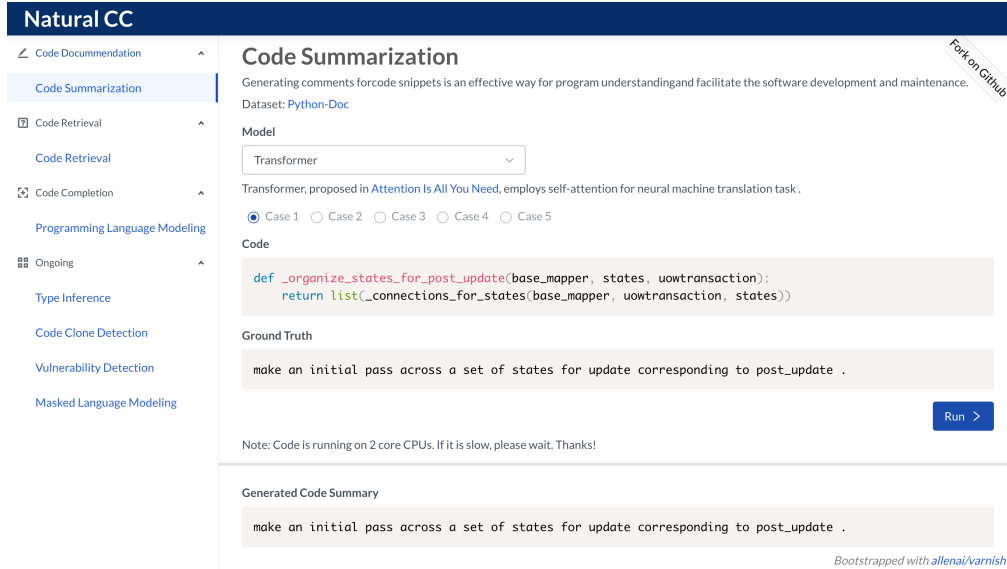 Natural CC
Code Docummendation
Code Summarization
Code Retrieval
Code Retrieval
Code Completion
Programming Language Modeling
Ongoing
Type Inference
Code Clone Detection
Vulnerability Detection
Masked Language Modeling
Fork on Github
Code Summarization
Generating comments forcode snippets is an effective way for program understandingand facilitate the software development and maintenance.
Dataset: Python-Doc
Model
Transformer
Transformer, proposed in Attention Is All You Need, employs self-attention for neural machine translation task .
Case 1 Case 2 Case 3 Case 4 Case 5
Code
def _organize_states_for_post_update(base_mapper, states, uowtransaction):
    return list(_connections_for_states(base_mapper, uowtransaction, states))
Ground Truth
make an initial pass across a set of states for update corresponding to post_update .
Run
Note: Code is running on 2 core CPUs. If it is slow, please wait. Thanks!
Generated Code Summary
make an initial pass across a set of states for update corresponding to post_update .
Bootstrapped with allenai/varnish